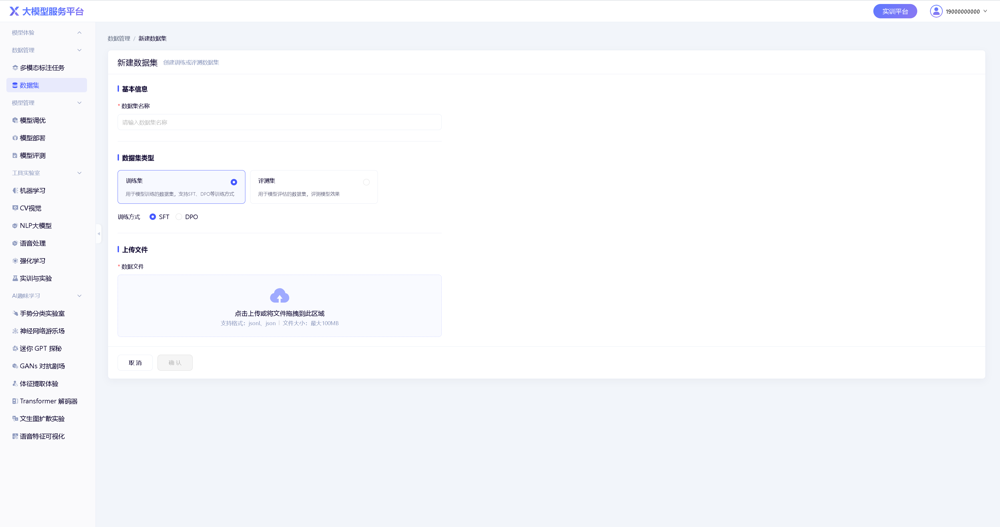 大模型服务平台
实训平台
19000000000
模型体验
数据管理
多模态标注任务
数据集
模型管理
模型调优
模型部署
模型评测
工具实验室
机器学习
CV视觉
NLP大模型
语音处理
强化学习
实训与实验
AI趣味学习
手势分类实验室
神经网络游乐场
迷你 GPT 探秘
GANs 对抗剧场
体征提取体验
Transformer 解码器
文生图扩散实验
语音特征可视化
数据管理 / 新建数据集
新建数据集 创建训练或评测数据集
基本信息
* 数据集名称
请输入数据集名称
数据集类型
训练集
用于模型训练的数据集，支持SFT、DPO等训练方式
评测集
用于模型评估的数据集，评测模型效果
训练方式 SFT DPO
上传文件
* 数据文件
点击上传或将文件拖拽到此区域
支持格式：jsonl、json | 文件大小：最大100MB
取 消 确 认